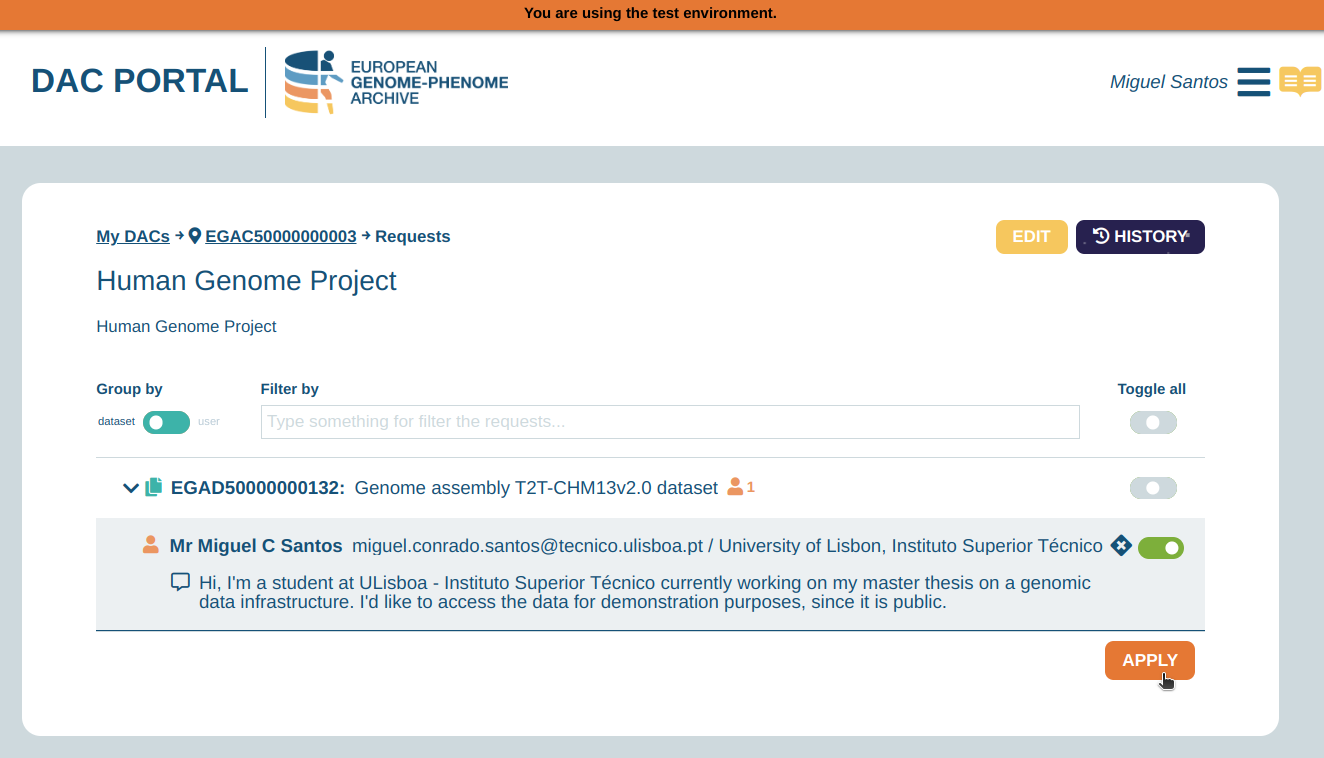 You are using the test environment.
DAC PORTAL
EUROPEAN
GENOME-PHENOME
ARCHIVE
Miguel Santos
My DACs EGAC50000000003 Requests
EDIT
HISTORY
Human Genome Project
Human Genome Project
Group by
Filter by
Toggle all
dataset
user
Type something for filter the requests...
EGAD50000000132: Genome assembly T2T-CHM13v2.0 dataset 1
Mr Miguel C Santos miguel.conrado.santos@tecnico.ulisboa.pt / University of Lisbon, Instituto Superior Técnico
Hi, I'm a student at ULisboa - Instituto Superior Técnico currently working on my master thesis on a genomic
data infrastructure. I'd like to access the data for demonstration purposes, since it is public.
APPLY